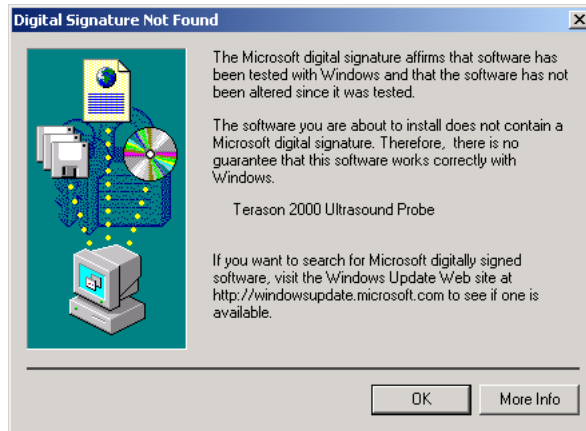 Digital Signature Not Found
The Microsoft digital signature affirms that software has
been tested with Windows and that the software has not
been altered since it was tested.
The software you are about to install does not contain a
Microsoft digital signature. Therefore, there is no
guarantee that this software works correctly with
Windows.
Terason 2000 Ultrasound Probe
If you want to search for Microsoft digitally signed
software, visit the Windows Update Web site at
http://windowsupdate.microsoft.com to see if one is
available.
OK More Info